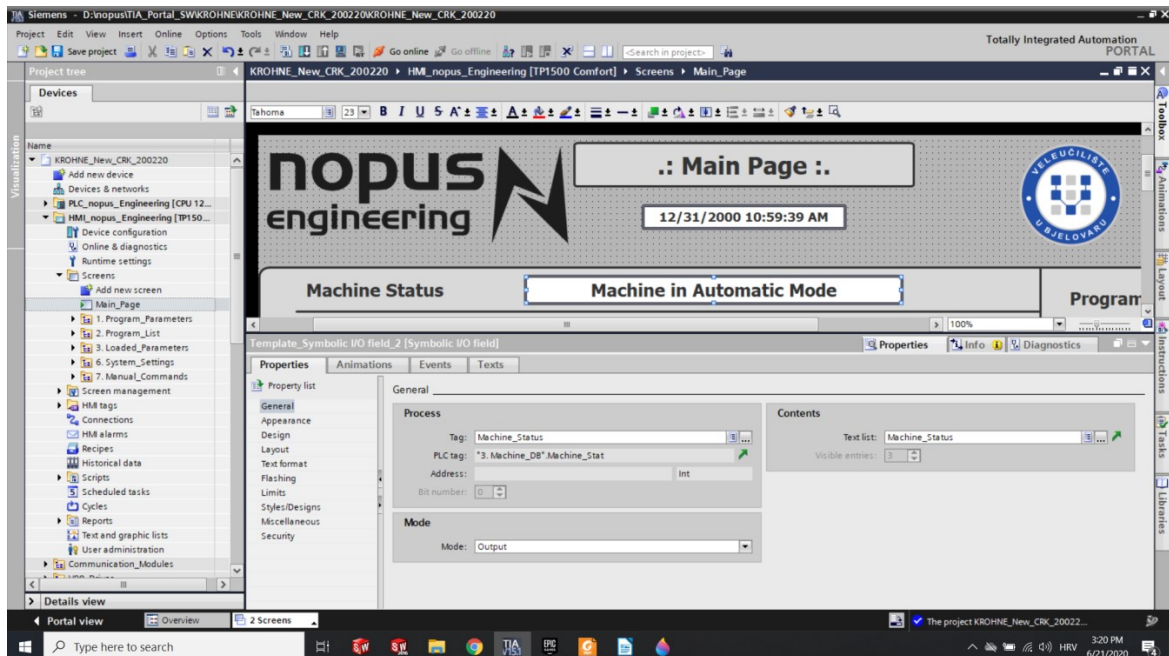 Siemens - D:\nopus\TIA_Portal_SW\KROHNE\KROHNE_New_CRK_200220\KROHNE_New_CRK_200220
Project Edit View Insert Online Options Tools Window Help
Totally Integrated Automation
PORTAL
Save project Go online Go offline <Search in project>
Project tree
KROHNE_New_CRK_200220 HMI_nopus_Engineering [TP1500 Comfort] Screens Main_Page
Devices
Tahoma 23 B I U S A
Name
KROHNE_New_CRK_200220
Add new device
Devices & networks
PLC_nopus_Engineering [CPU 12...
HMI_nopus_Engineering [TP150...
Device configuration
Online & diagnostics
Runtime settings
Screens
Add new screen
Main_Page
1. Program_Parameters
2. Program_List
3. Loaded_Parameters
6. System_Settings
7. Manual_Commands
Screen management
HMI tags
Connections
HMI alarms
Recipes
Historical data
Scripts
Scheduled tasks
Cycles
Reports
Text and graphic lists
User administration
Communication_Modules
Details view
Visualization
nopus
engineering
.: Main Page :.
12/31/2000 10:59:39 AM
VELEUČILIŠTE
U BJELOVARU
Machine Status
Machine in Automatic Mode
Program
100%
Template_Symbolic I/O field_2 [Symbolic I/O field]
Properties Info Diagnostics
Properties Animations Events Texts
Property list
General
Appearance
Design
Layout
Text format
Flashing
Limits
Styles/Designs
Miscellaneous
Security
General
Process
Tag: Machine_Status
PLC tag: "3. Machine_DB".Machine_Stat
Address: Int
Bit number: 0
Mode
Mode: Output
Contents
Text list: Machine_Status
Visible entries: 3
Toolbox
Animations
Layout
Instructions
Tasks
Libraries
Portal view Overview 2 Screens
The project KROHNE_New_CRK_20022...
Type here to search
HRV
3:20 PM
6/21/2020